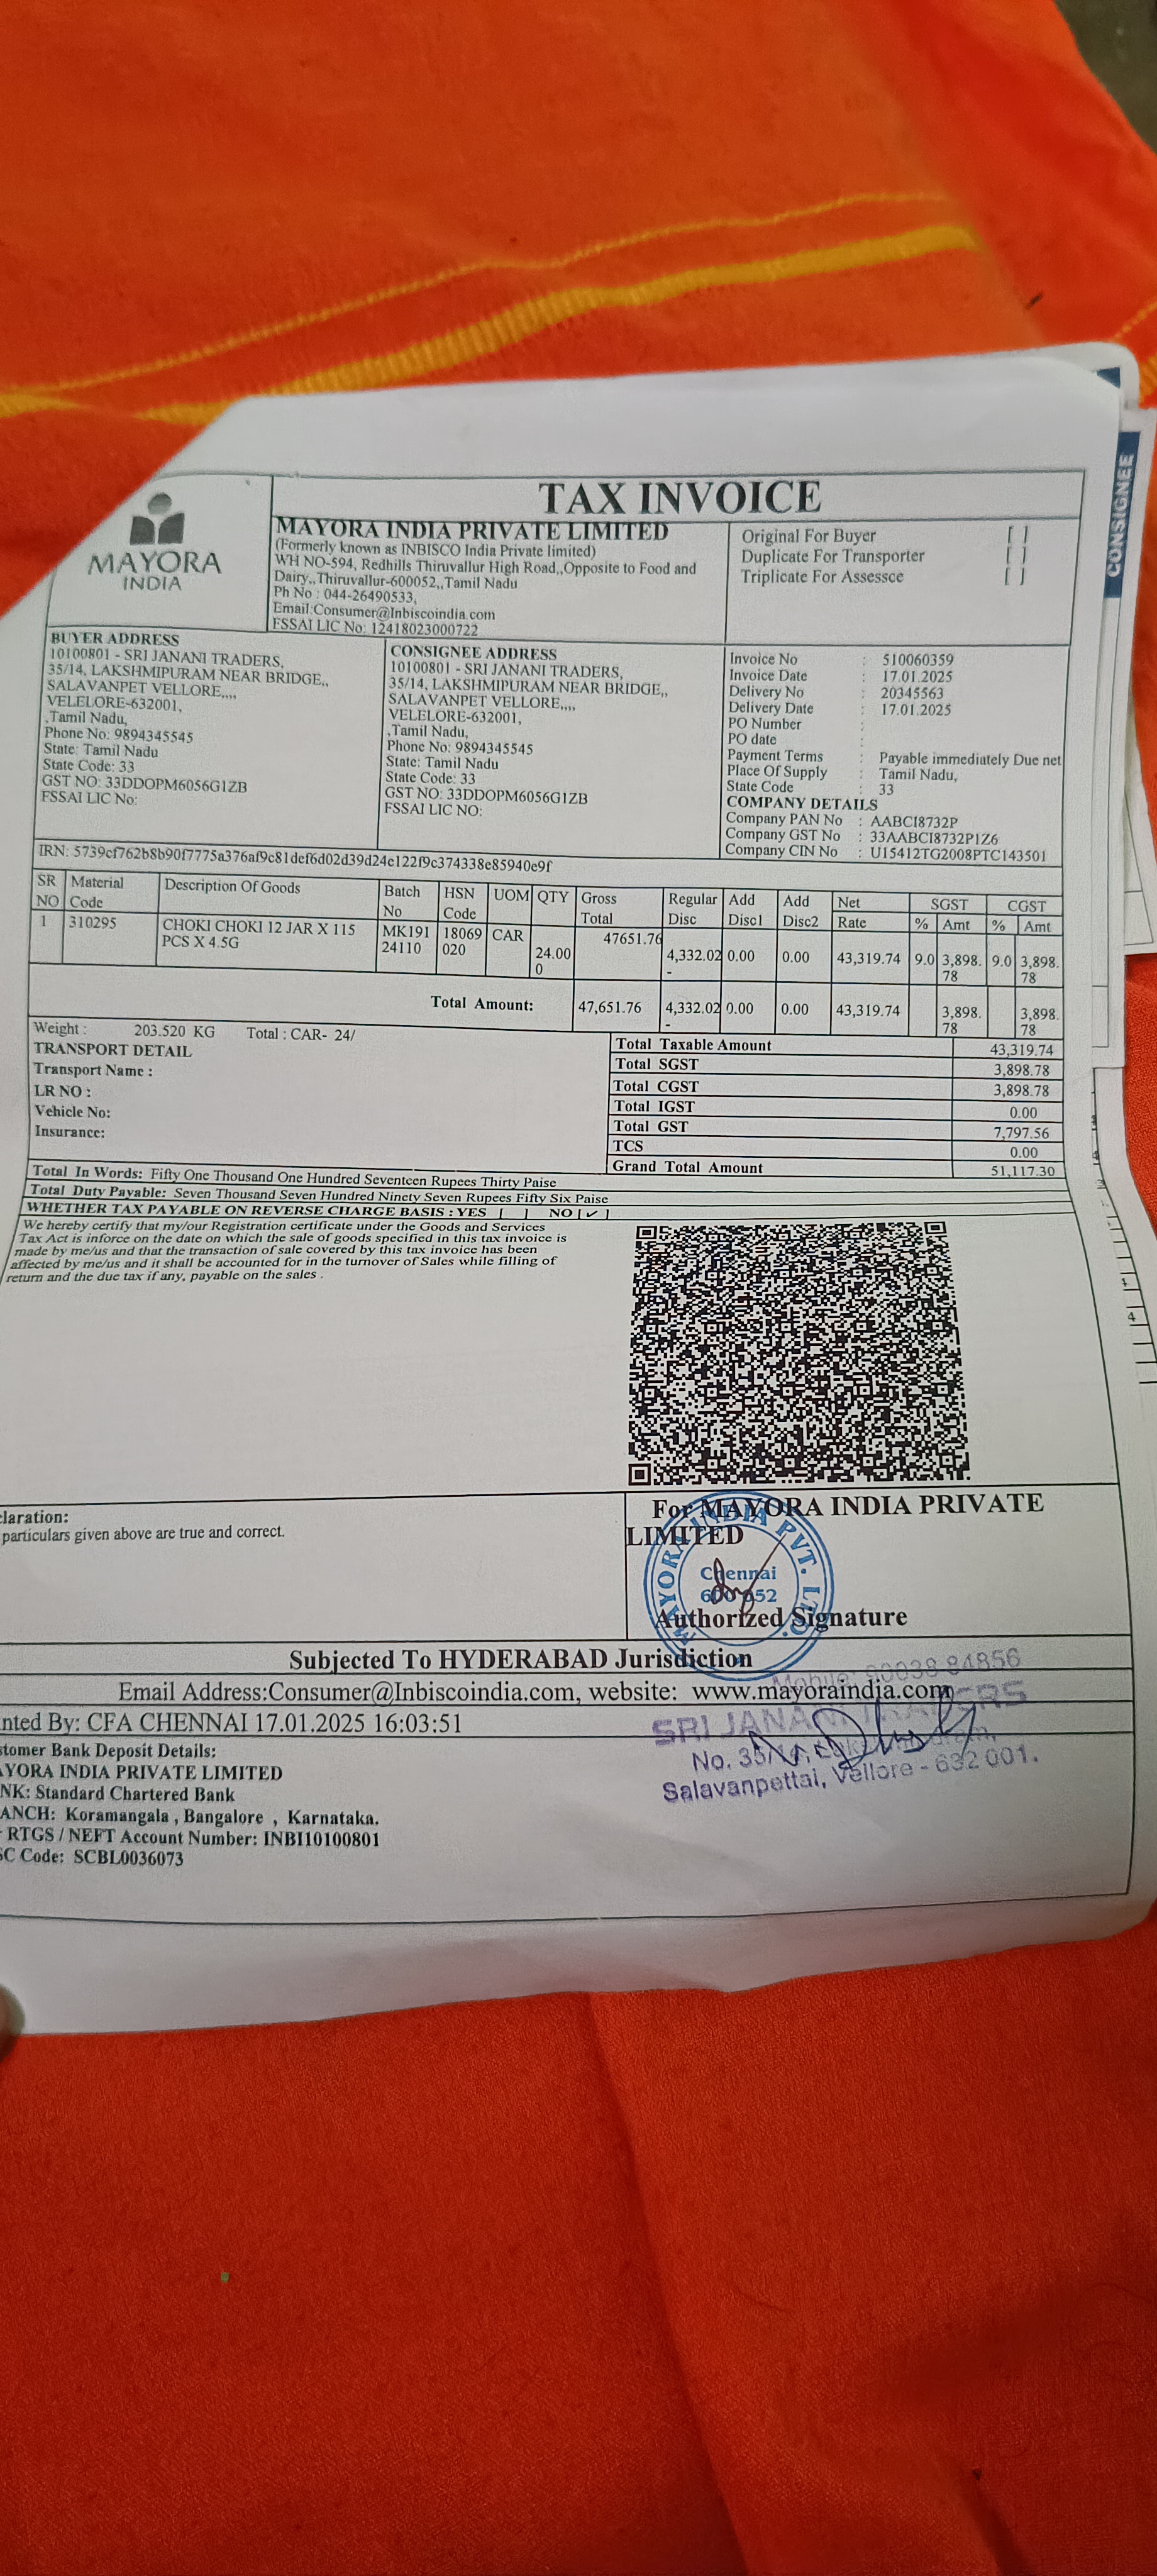 CONSIGNEE
TAX INVOICE
MAYORA
INDIA
MAYORA INDIA PRIVATE LIMITED
(Formerly known as INBISCO India Private limited)
WH NO-594, Redhills Thiruvallur High Road,,Opposite to Food and
Dairy,,Thiruvallur-600052,,Tamil Nadu
Ph No : 044-26490533,
Email:Consumer@Inbiscoindia.com
FSSAI LIC No: 12418023000722
Original For Buyer [ ]
Duplicate For Transporter [ ]
Triplicate For Assessce [ ]
BUYER ADDRESS
10100801 - SRI JANANI TRADERS,
35/14, LAKSHMIPURAM NEAR BRIDGE,,
SALAVANPET VELLORE,,,,
VELELORE-632001,
,Tamil Nadu,
Phone No: 9894345545
State: Tamil Nadu
State Code: 33
GST NO: 33DDOPM6056G1ZB
FSSAI LIC No:
CONSIGNEE ADDRESS
10100801 - SRI JANANI TRADERS,
35/14, LAKSHMIPURAM NEAR BRIDGE,,
SALAVANPET VELLORE,,,,
VELELORE-632001,
,Tamil Nadu,
Phone No: 9894345545
State: Tamil Nadu
State Code: 33
GST NO: 33DDOPM6056G1ZB
FSSAI LIC NO:
Invoice No : 510060359
Invoice Date : 17.01.2025
Delivery No : 20345563
Delivery Date : 17.01.2025
PO Number :
PO date :
Payment Terms : Payable immediately Due net
Place Of Supply : Tamil Nadu,
State Code : 33
COMPANY DETAILS
Company PAN No : AABCI8732P
Company GST No : 33AABCI8732P1Z6
Company CIN No : U15412TG2008PTC143501
IRN: 5739cf762b8b90f7775a376af9c81def6d02d39d24e122f9c374338e85940e9f
SR NO Material Code Description Of Goods Batch No HSN Code UOM QTY Gross Total Regular Disc Add Disc1 Add Disc2 Net Rate SGST % Amt CGST % Amt
1 310295 CHOKI CHOKI 12 JAR X 115 PCS X 4.5G MK191 24110 18069 020 CAR 24.00 0 47651.76 4,332.02 - 0.00 0.00 43,319.74 9.0 3,898. 78 9.0 3,898. 78
Total Amount: 47,651.76 4,332.02 - 0.00 0.00 43,319.74 3,898. 78 3,898. 78
Weight : 203.520 KG Total : CAR- 24/
TRANSPORT DETAIL
Transport Name :
LR NO :
Vehicle No:
Insurance:
Total Taxable Amount 43,319.74
Total SGST 3,898.78
Total CGST 3,898.78
Total IGST 0.00
Total GST 7,797.56
TCS 0.00
Grand Total Amount 51,117.30
Total In Words: Fifty One Thousand One Hundred Seventeen Rupees Thirty Paise
Total Duty Payable: Seven Thousand Seven Hundred Ninety Seven Rupees Fifty Six Paise
WHETHER TAX PAYABLE ON REVERSE CHARGE BASIS : YES [ ] NO [✓]
We hereby certify that my/our Registration certificate under the Goods and Services
Tax Act is inforce on the date on which the sale of goods specified in this tax invoice is
made by me/us and that the transaction of sale covered by this tax invoice has been
affected by me/us and it shall be accounted for in the turnover of Sales while filling of
return and the due tax if any, payable on the sales .
4
laration:
particulars given above are true and correct.
For MAYORA INDIA PRIVATE
LIMITED
MAYORA INDIA PVT. LTD.
Chennai
600 052
Authorized Signature
Subjected To HYDERABAD Jurisdiction
Email Address:Consumer@Inbiscoindia.com, website: www.mayoraindia.com
nted By: CFA CHENNAI 17.01.2025 16:03:51
Mobile: 90038 84856
SRI JANANI TRADERS
No. 35/14,
Salavanpettai, Vellore - 632 001.
tomer Bank Deposit Details:
AYORA INDIA PRIVATE LIMITED
NK: Standard Chartered Bank
ANCH: Koramangala , Bangalore , Karnataka.
RTGS / NEFT Account Number: INBI10100801
SC Code: SCBL0036073